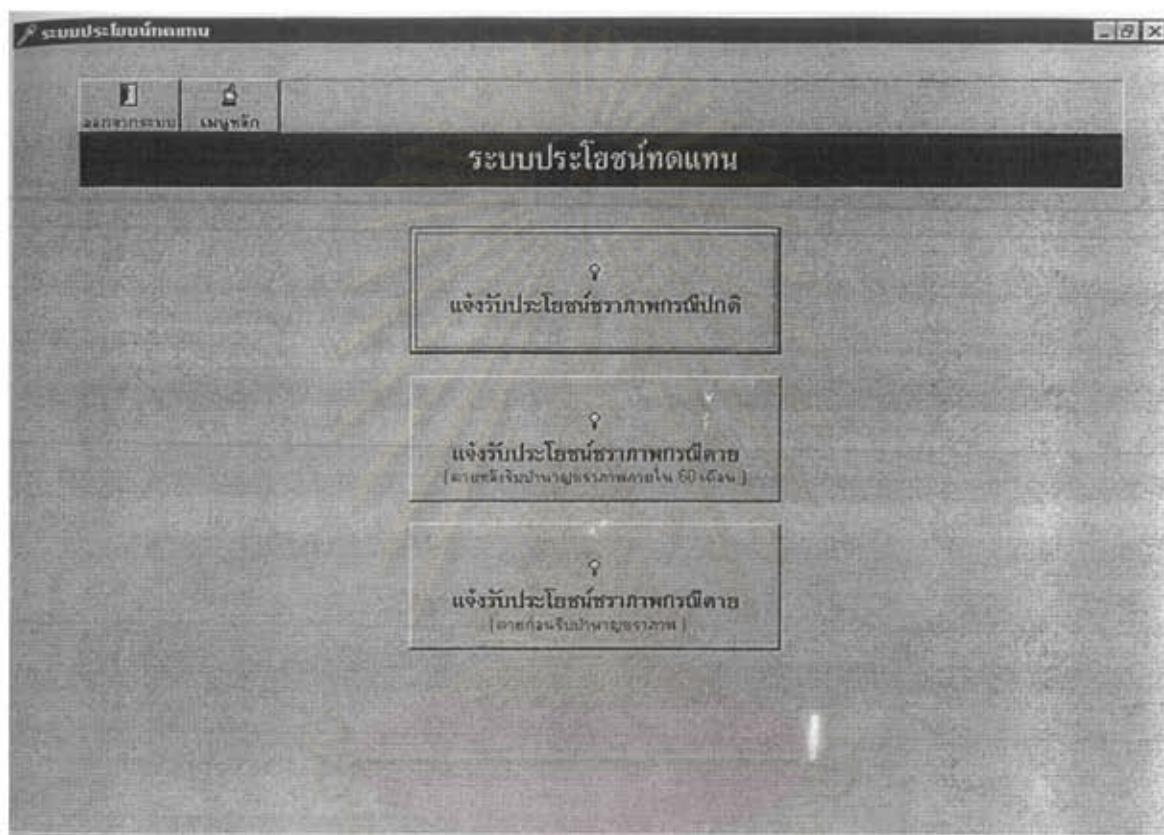 ระบบประโยชน์ทดแทน
ออกจากระบบ เมนูหลัก
ระบบประโยชน์ทดแทน
แจ้งรับประโยชน์ชราภาพกรณีปกติ
แจ้งรับประโยชน์ชราภาพกรณีตาย
(ตายหลังรับบำนาญชราภาพภายใน 60 เดือน)
แจ้งรับประโยชน์ชราภาพกรณีตาย
(ตายก่อนรับบำนาญชราภาพ)